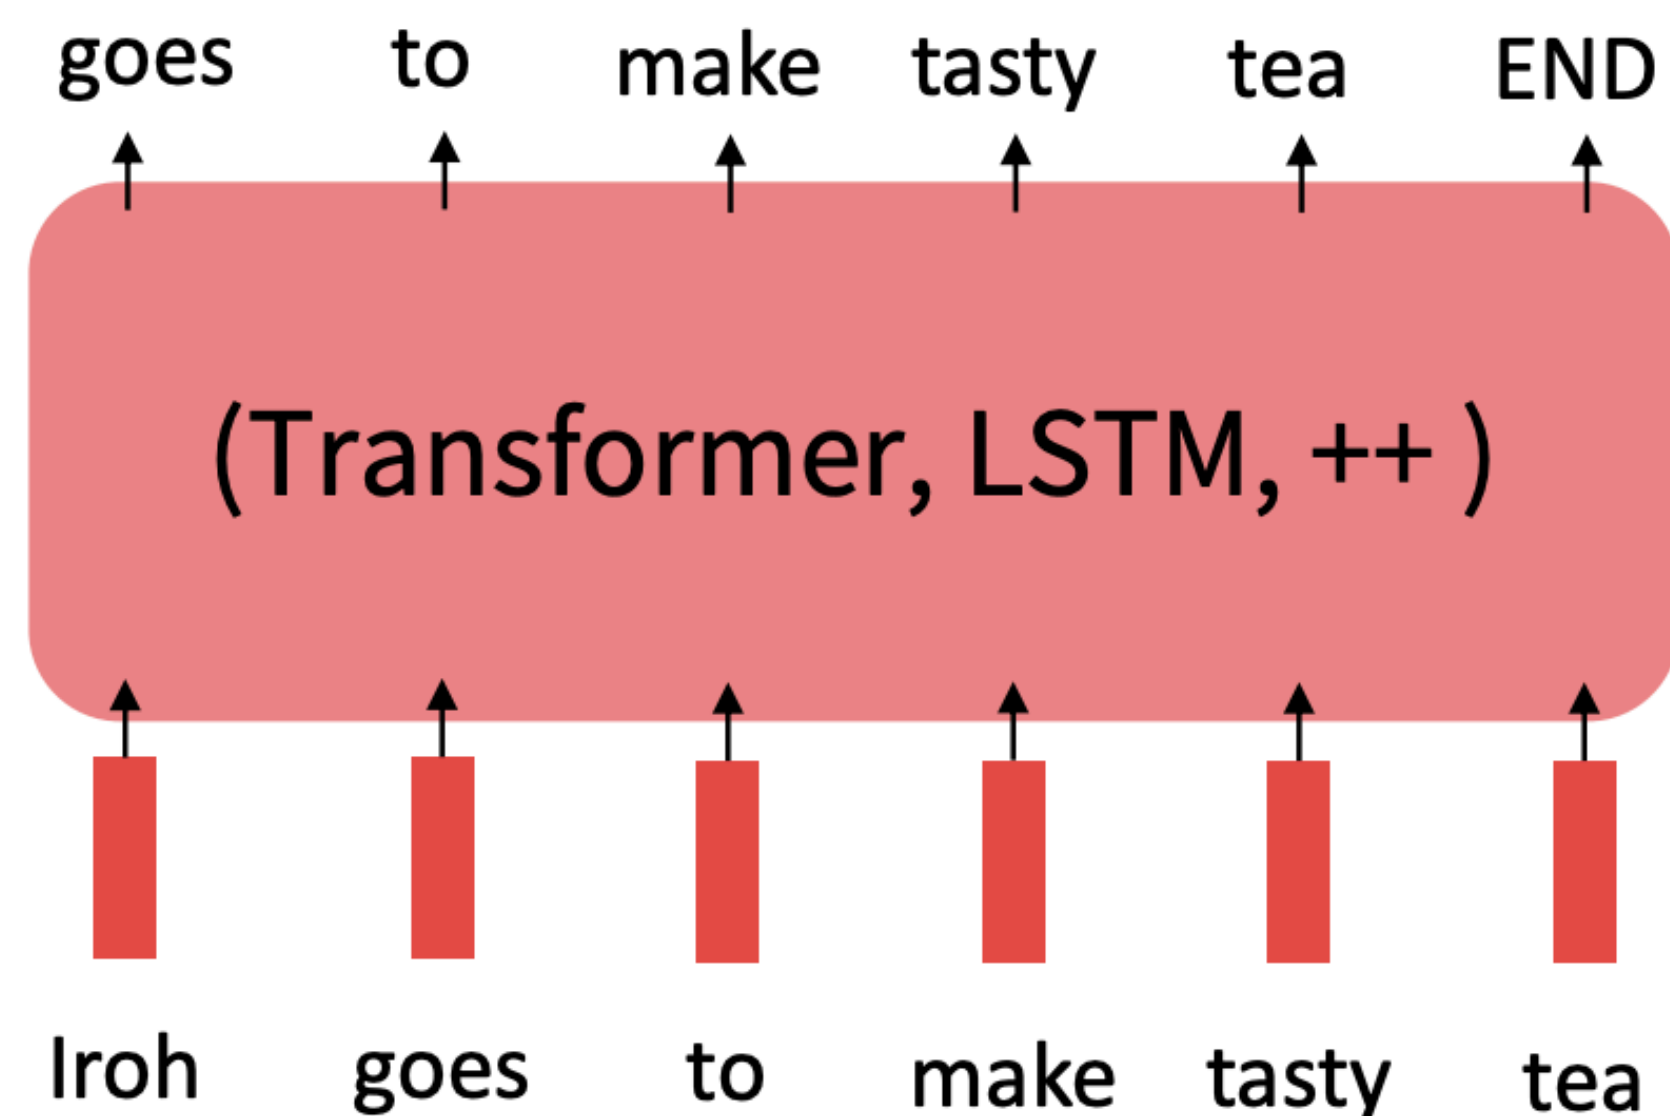 goes to make tasty tea END
(Transformer, LSTM, ++ )
Iroh goes to make tasty tea